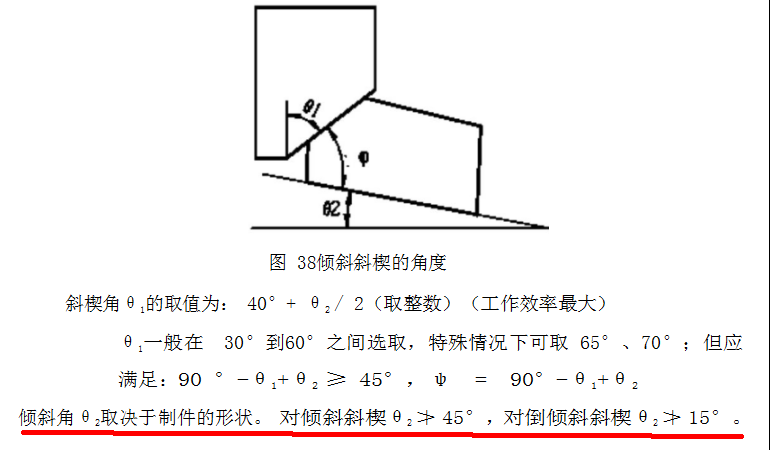 θ1
φ
θ2
图 38倾斜斜楔的角度
斜楔角θ₁的取值为： 40°+ θ₂/ 2（取整数）（工作效率最大）
θ₁一般在 30°到60°之间选取，特殊情况下可取 65°、70°；但应
满足：90 °-θ₁+θ₂ ≥ 45°，ψ = 90°-θ₁+θ₂
倾斜角θ₂取决于制件的形状。 对倾斜斜楔θ₂≯45°，对倒倾斜斜楔θ₂≯15°。